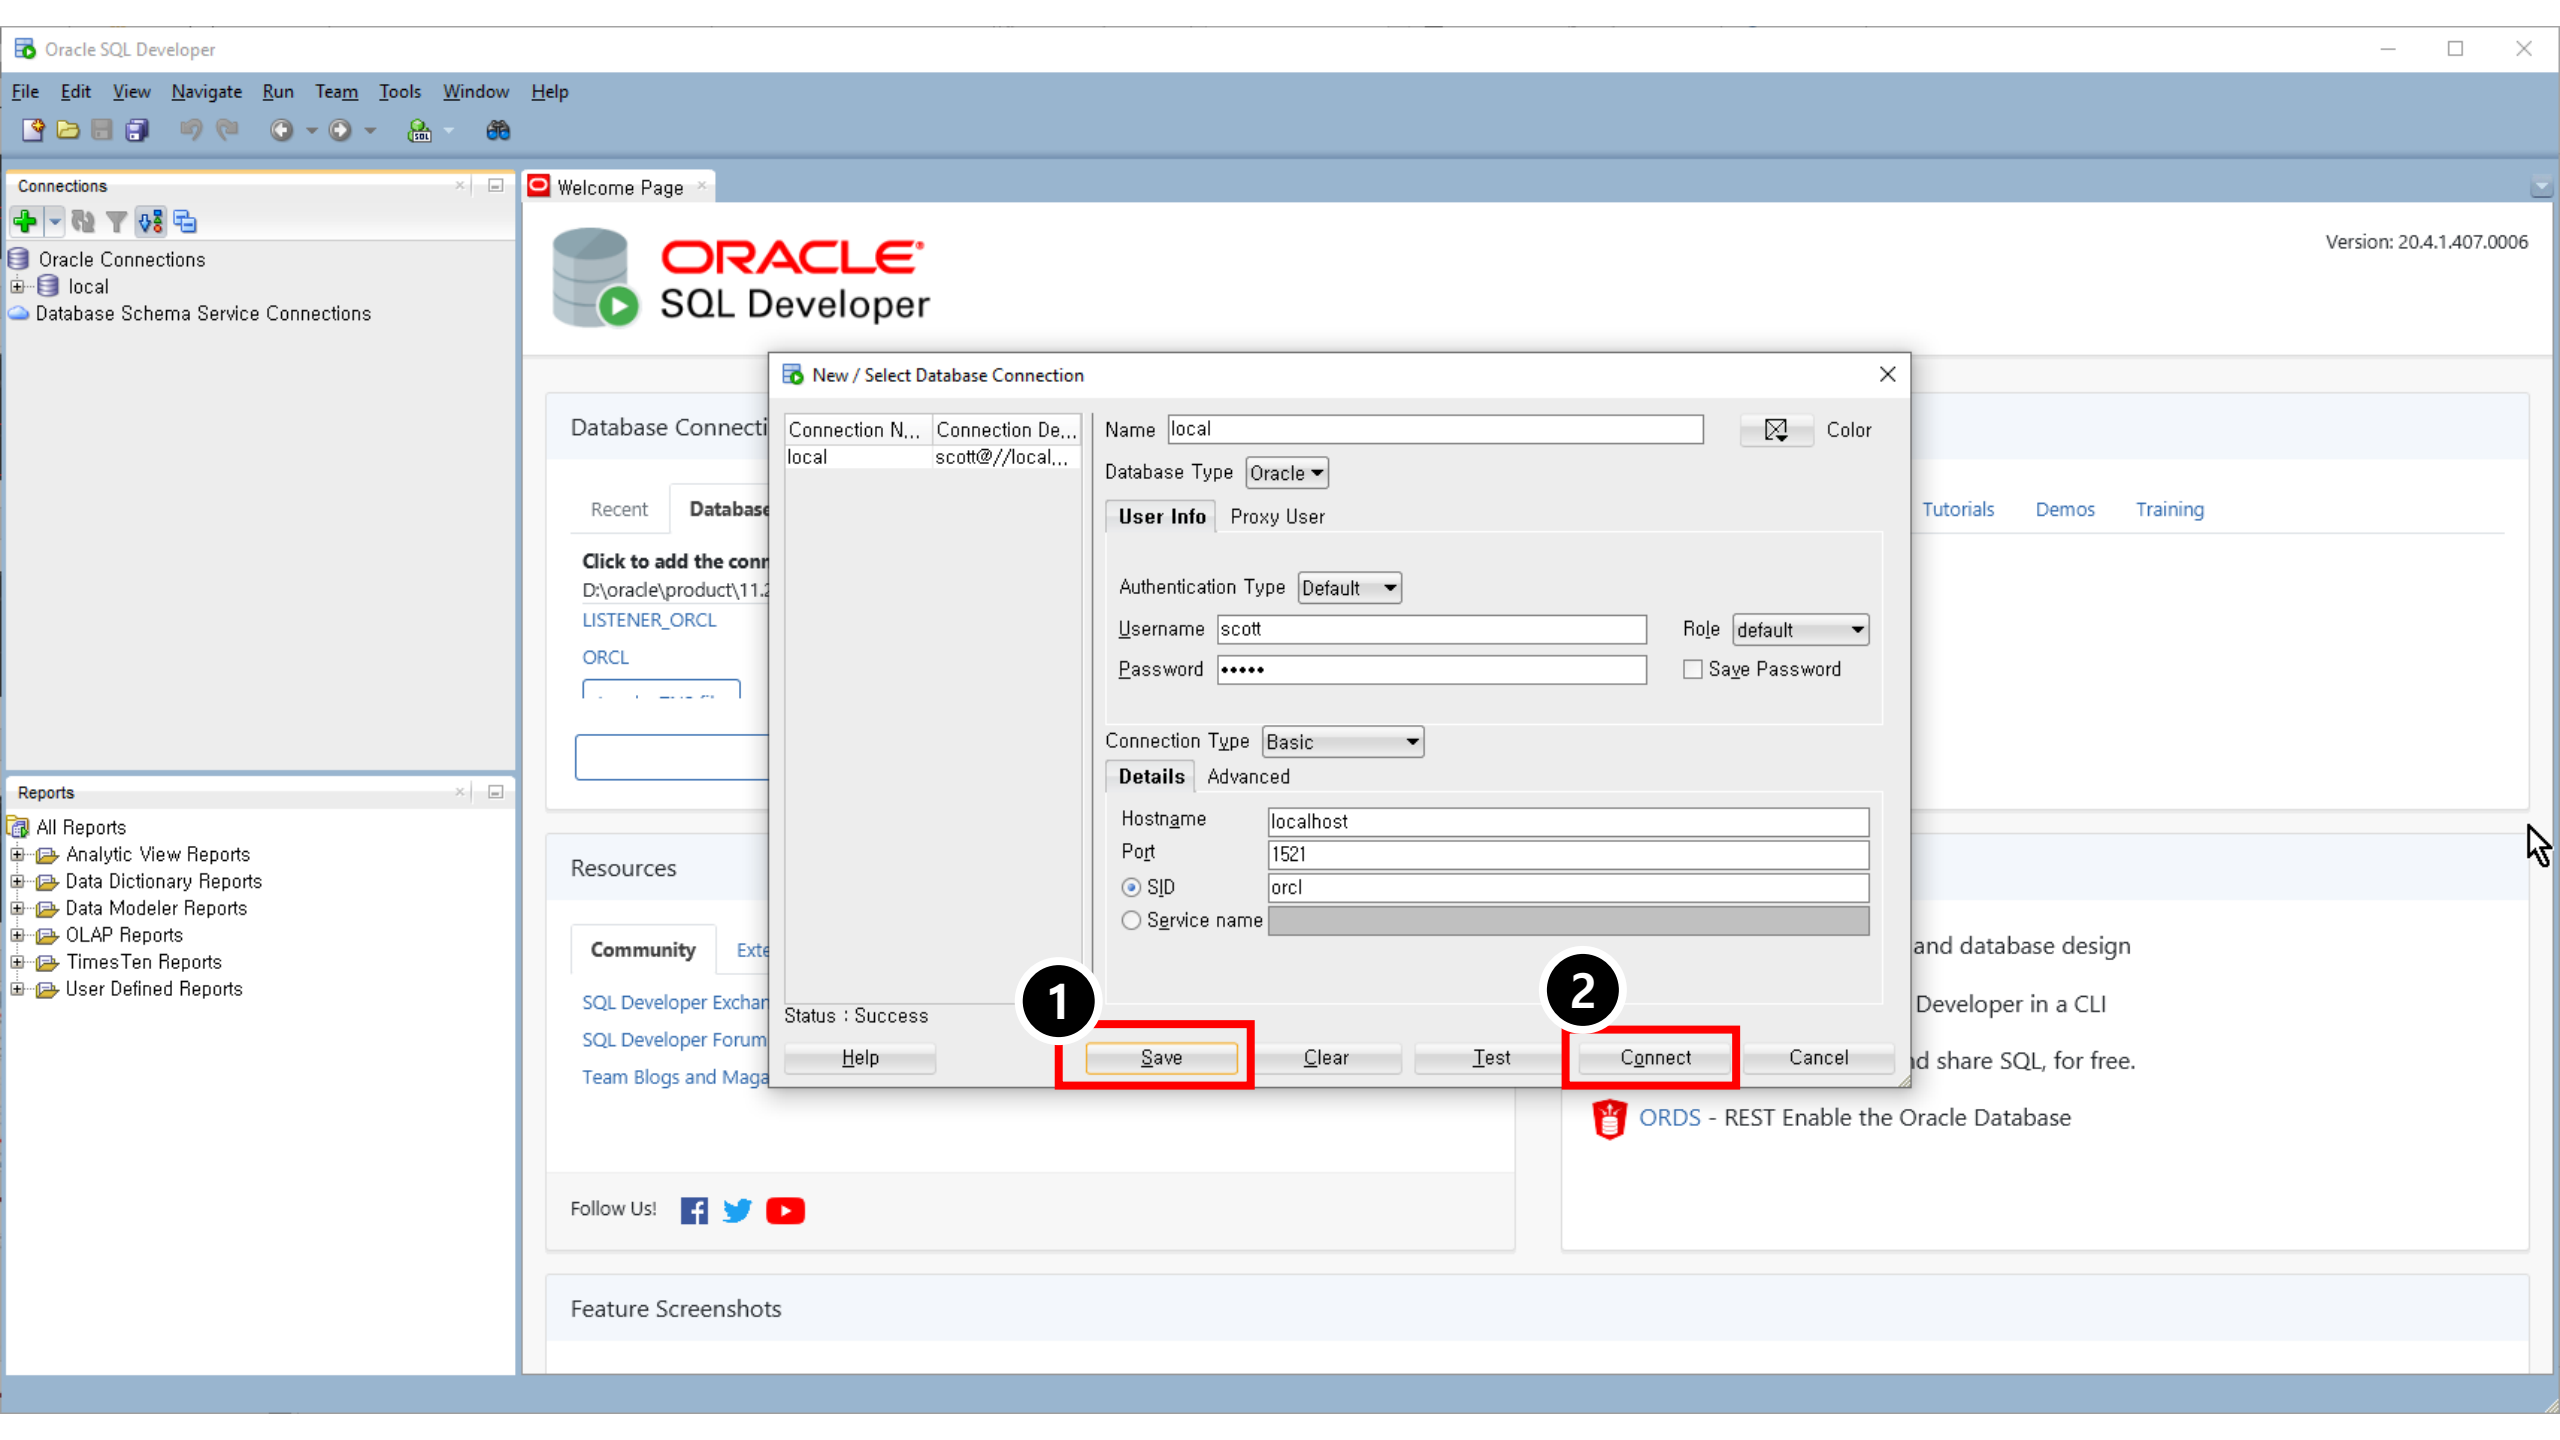 Oracle SQL Developer
File Edit View Navigate Run Team Tools Window Help
SQL
Connections
Oracle Connections
local
Database Schema Service Connections
Reports
All Reports
Analytic View Reports
Data Dictionary Reports
Data Modeler Reports
OLAP Reports
TimesTen Reports
User Defined Reports
Welcome Page
ORACLE
SQL Developer
Version: 20.4.1.407.0006
Database Connecti
Recent Database
Click to add the conn
D:\oracle\product\11.2
LISTENER_ORCL
ORCL
Tutorials Demos Training
Resources
Community Exte
SQL Developer Exchan
SQL Developer Forum
Team Blogs and Maga
Follow Us!
and database design
Developer in a CLI
nd share SQL, for free.
ORDS - REST Enable the Oracle Database
Feature Screenshots
New / Select Database Connection
Connection N... Connection De...
local scott@//local...
Name local Color
Database Type Oracle
User Info Proxy User
Authentication Type Default
Username scott Role default
Password ••••• Save Password
Connection Type Basic
Details Advanced
Hostname localhost
Port 1521
SID orcl
Service name
Status : Success
1 2
Help Save Clear Test Connect Cancel